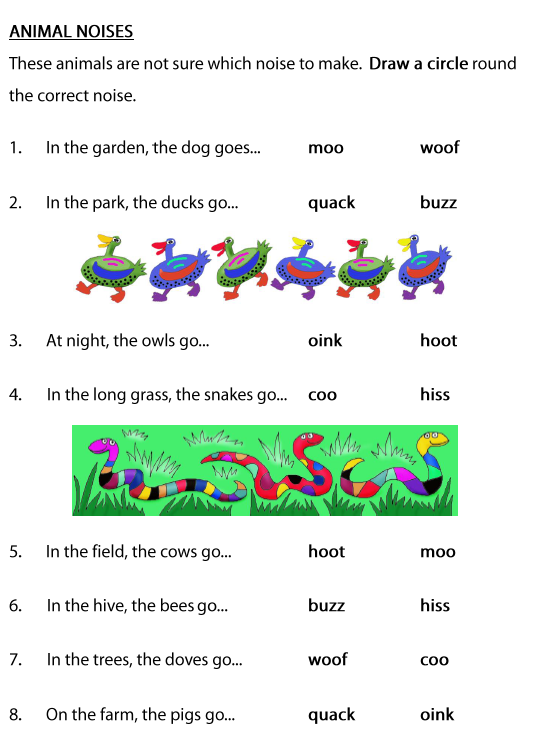 ANIMAL NOISES
These animals are not sure which noise to make. Draw a circle round
the correct noise.
1. In the garden, the dog goes... moo woof
2. In the park, the ducks go... quack buzz
3. At night, the owls go... oink hoot
4. In the long grass, the snakes go... coo hiss
5. In the field, the cows go... hoot moo
6. In the hive, the bees go... buzz hiss
7. In the trees, the doves go... woof coo
8. On the farm, the pigs go... quack oink